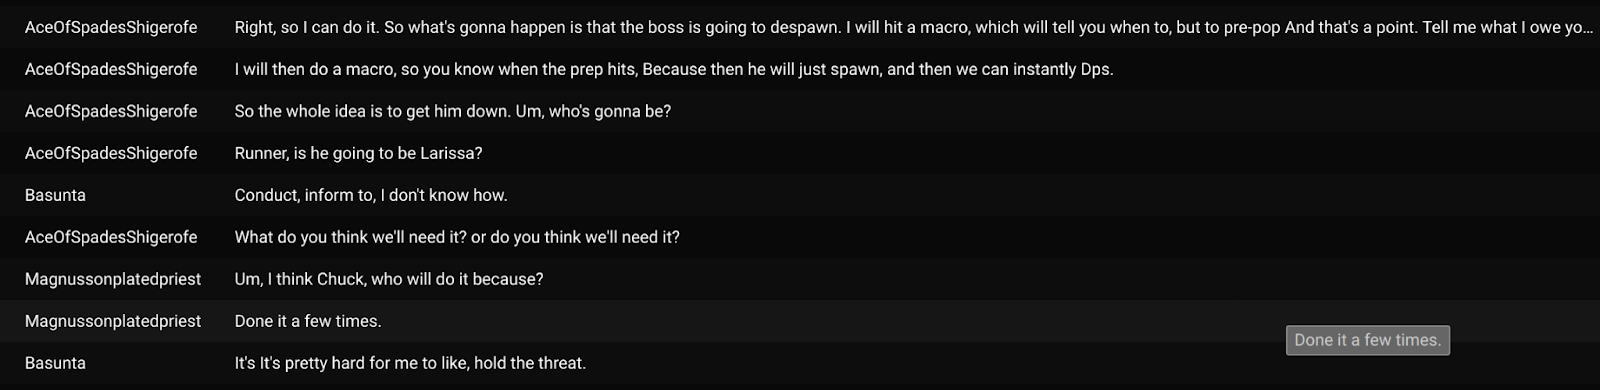 AceOfSpadesShigerofe Right, so I can do it. So what's gonna happen is that the boss is going to despawn. I will hit a macro, which will tell you when to, but to pre-pop And that's a point. Tell me what I owe yo...
AceOfSpadesShigerofe I will then do a macro, so you know when the prep hits, Because then he will just spawn, and then we can instantly Dps.
AceOfSpadesShigerofe So the whole idea is to get him down. Um, who's gonna be?
AceOfSpadesShigerofe Runner, is he going to be Larissa?
Basunta Conduct, inform to, I don't know how.
AceOfSpadesShigerofe What do you think we'll need it? or do you think we'll need it?
Magnussonplatedpriest Um, I think Chuck, who will do it because?
Magnussonplatedpriest Done it a few times.
Done it a few times.
Basunta It's It's pretty hard for me to like, hold the threat.